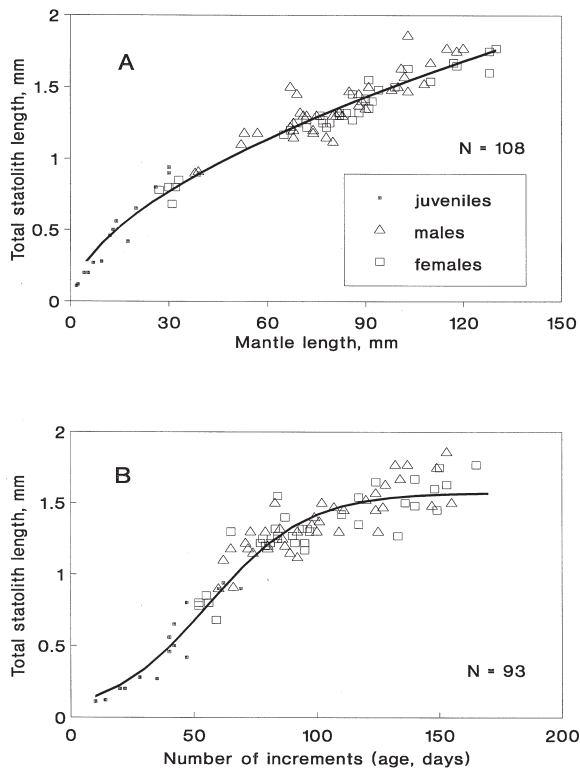 2
A
1.5
1
N = 108
juveniles
0.5
males
females
0
0 30 60 90 120 150
Mantle length, mm
Total statolith length, mm
2
B
1.5
1
0.5
N = 93
0
0 50 100 150 200
Number of increments (age, days)
Total statolith length, mm